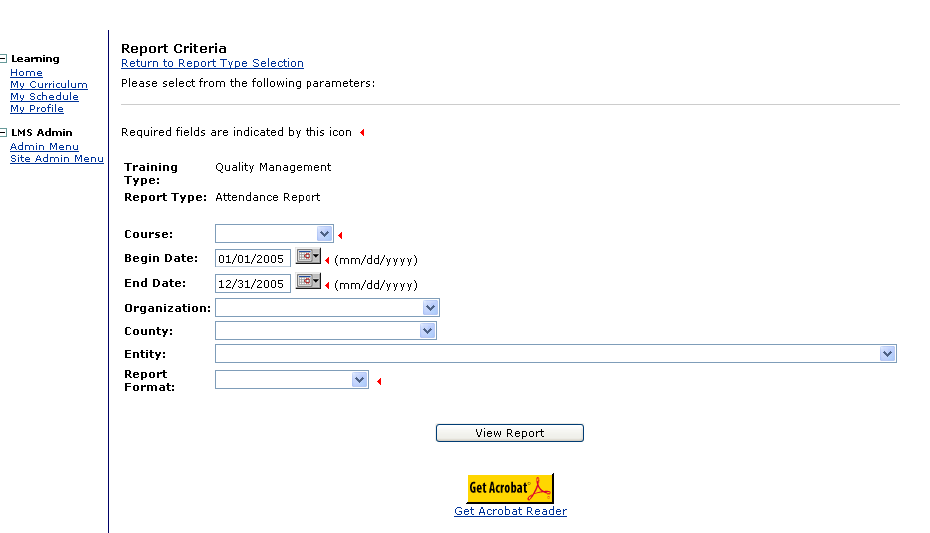 Learning
Home
My Curriculum
My Schedule
My Profile
LMS Admin
Admin Menu
Site Admin Menu
Report Criteria
Return to Report Type Selection
Please select from the following parameters:
Required fields are indicated by this icon
Training Type: Quality Management
Report Type: Attendance Report
Course:
Begin Date: 01/01/2005 (mm/dd/yyyy)
End Date: 12/31/2005 (mm/dd/yyyy)
Organization:
County:
Entity:
Report Format:
View Report
Get Acrobat
Get Acrobat Reader